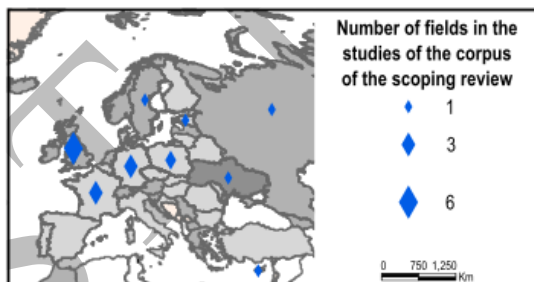 Number of fields in the
studies of the corpus
of the scoping review
1
3
6
0 750 1,250
Km